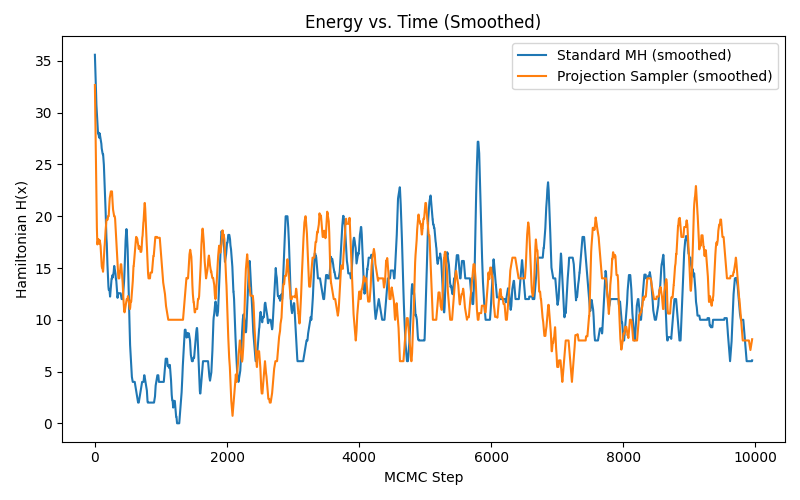 Energy vs. Time (Smoothed)
Standard MH (smoothed)
Projection Sampler (smoothed)
Hamiltonian H(x)
35
30
25
20
15
10
5
0
0 2000 4000 6000 8000 10000
MCMC Step